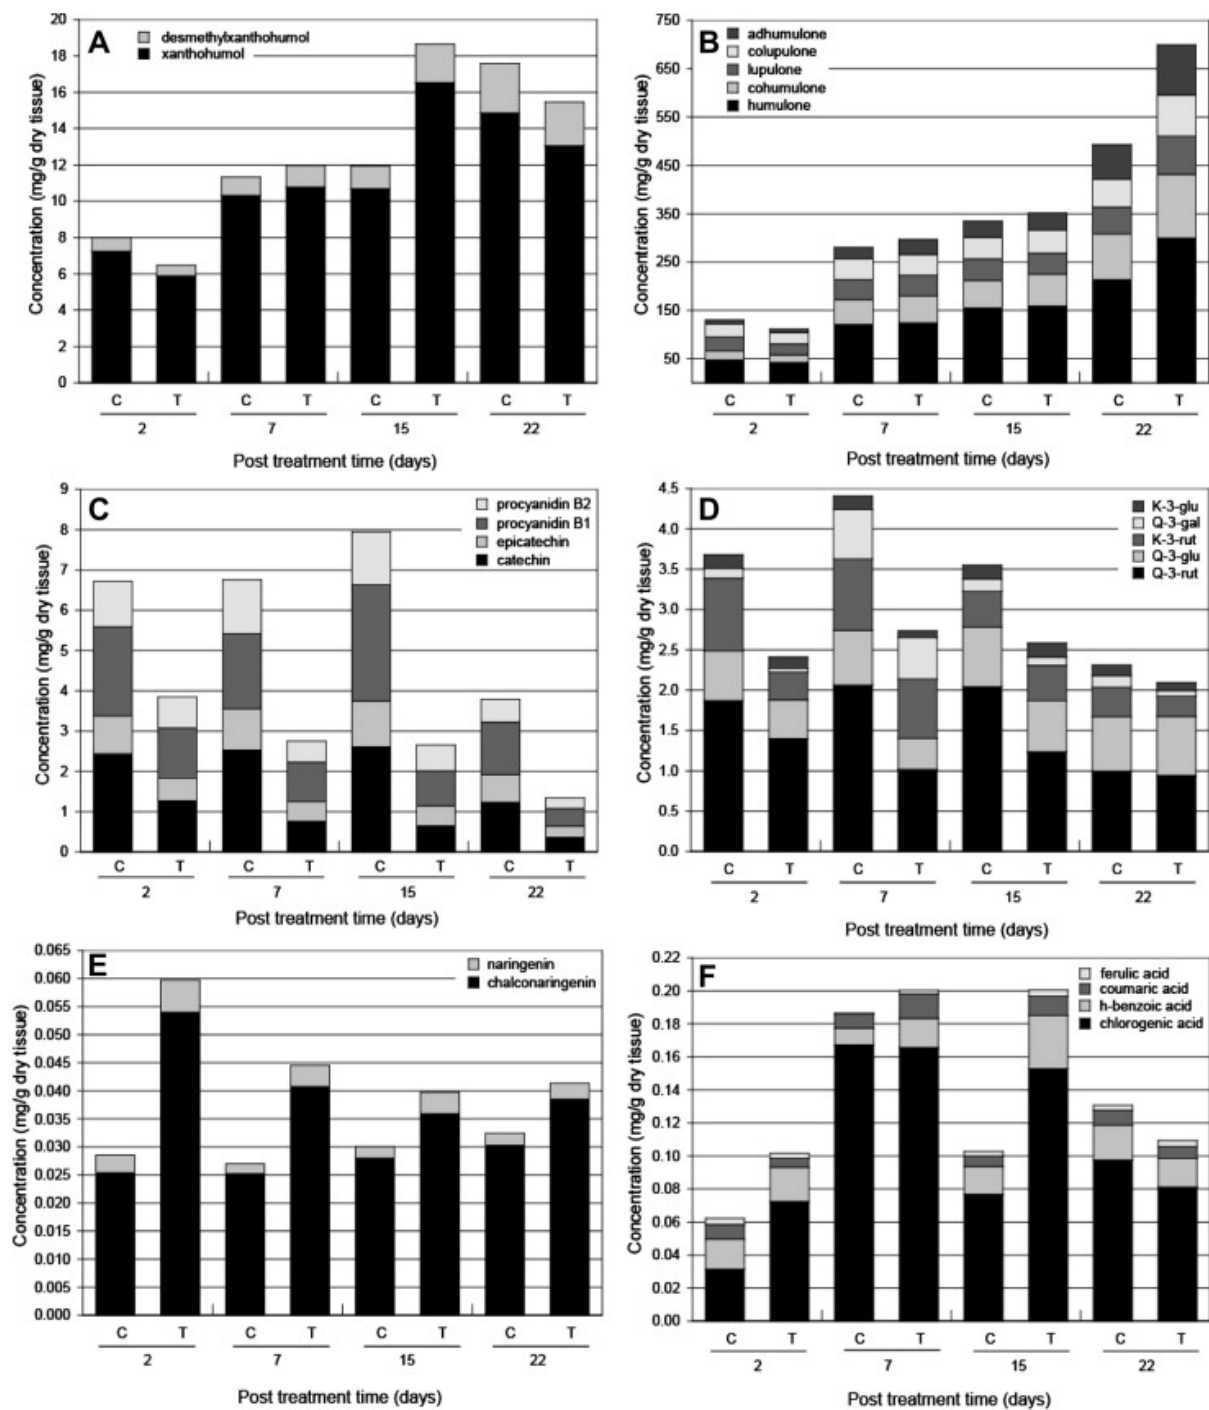 A
desmethylxanthohumol
xanthohumol
Concentration (mg/g dry tissue)
20
18
16
14
12
10
8
6
4
2
0
C T C T C T C T
2 7 15 22
Post treatment time (days)
B
adhumulone
colupulone
lupulone
cohumulone
humulone
Concentration (mg/g dry tissue)
750
650
550
450
350
250
150
50
C T C T C T C T
2 7 15 22
Post treatment time (days)
C
procyanidin B2
procyanidin B1
epicatechin
catechin
Concentration (mg/g dry tissue)
9
8
7
6
5
4
3
2
1
0
C T C T C T C T
2 7 15 22
Post treatment time (days)
D
K-3-glu
Q-3-gal
K-3-rut
Q-3-glu
Q-3-rut
Concentration (mg/g dry tissue)
4.5
4.0
3.5
3.0
2.5
2.0
1.5
1.0
0.5
0.0
C T C T C T C T
2 7 15 22
Post treatment time (days)
E
naringenin
chalconaringenin
Concentration (mg/g dry tissue)
0.065
0.060
0.055
0.050
0.045
0.040
0.035
0.030
0.025
0.020
0.015
0.010
0.005
0.000
C T C T C T C T
2 7 15 22
Post treatment time (days)
F
ferulic acid
coumaric acid
h-benzoic acid
chlorogenic acid
Concentration (mg/g dry tissue)
0.22
0.20
0.18
0.16
0.14
0.12
0.10
0.08
0.06
0.04
0.02
0.00
C T C T C T C T
2 7 15 22
Post treatment time (days)